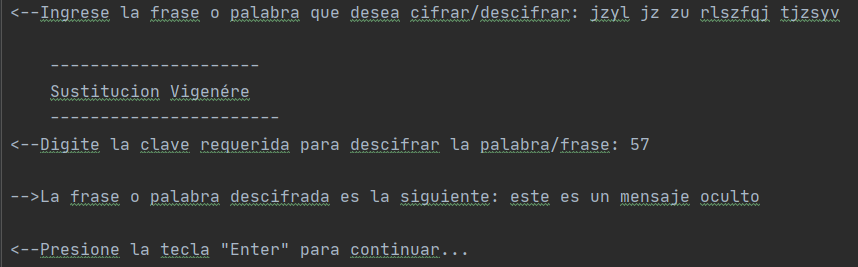 <--Ingrese la frase o palabra que desea cifrar/descifrar: jzyl jz zu rlszfqj tjzsyv
---------------------
Sustitucion Vigenére
-----------------------
<--Digite la clave requerida para descifrar la palabra/frase: 57
-->La frase o palabra descifrada es la siguiente: este es un mensaje oculto
<--Presione la tecla "Enter" para continuar...